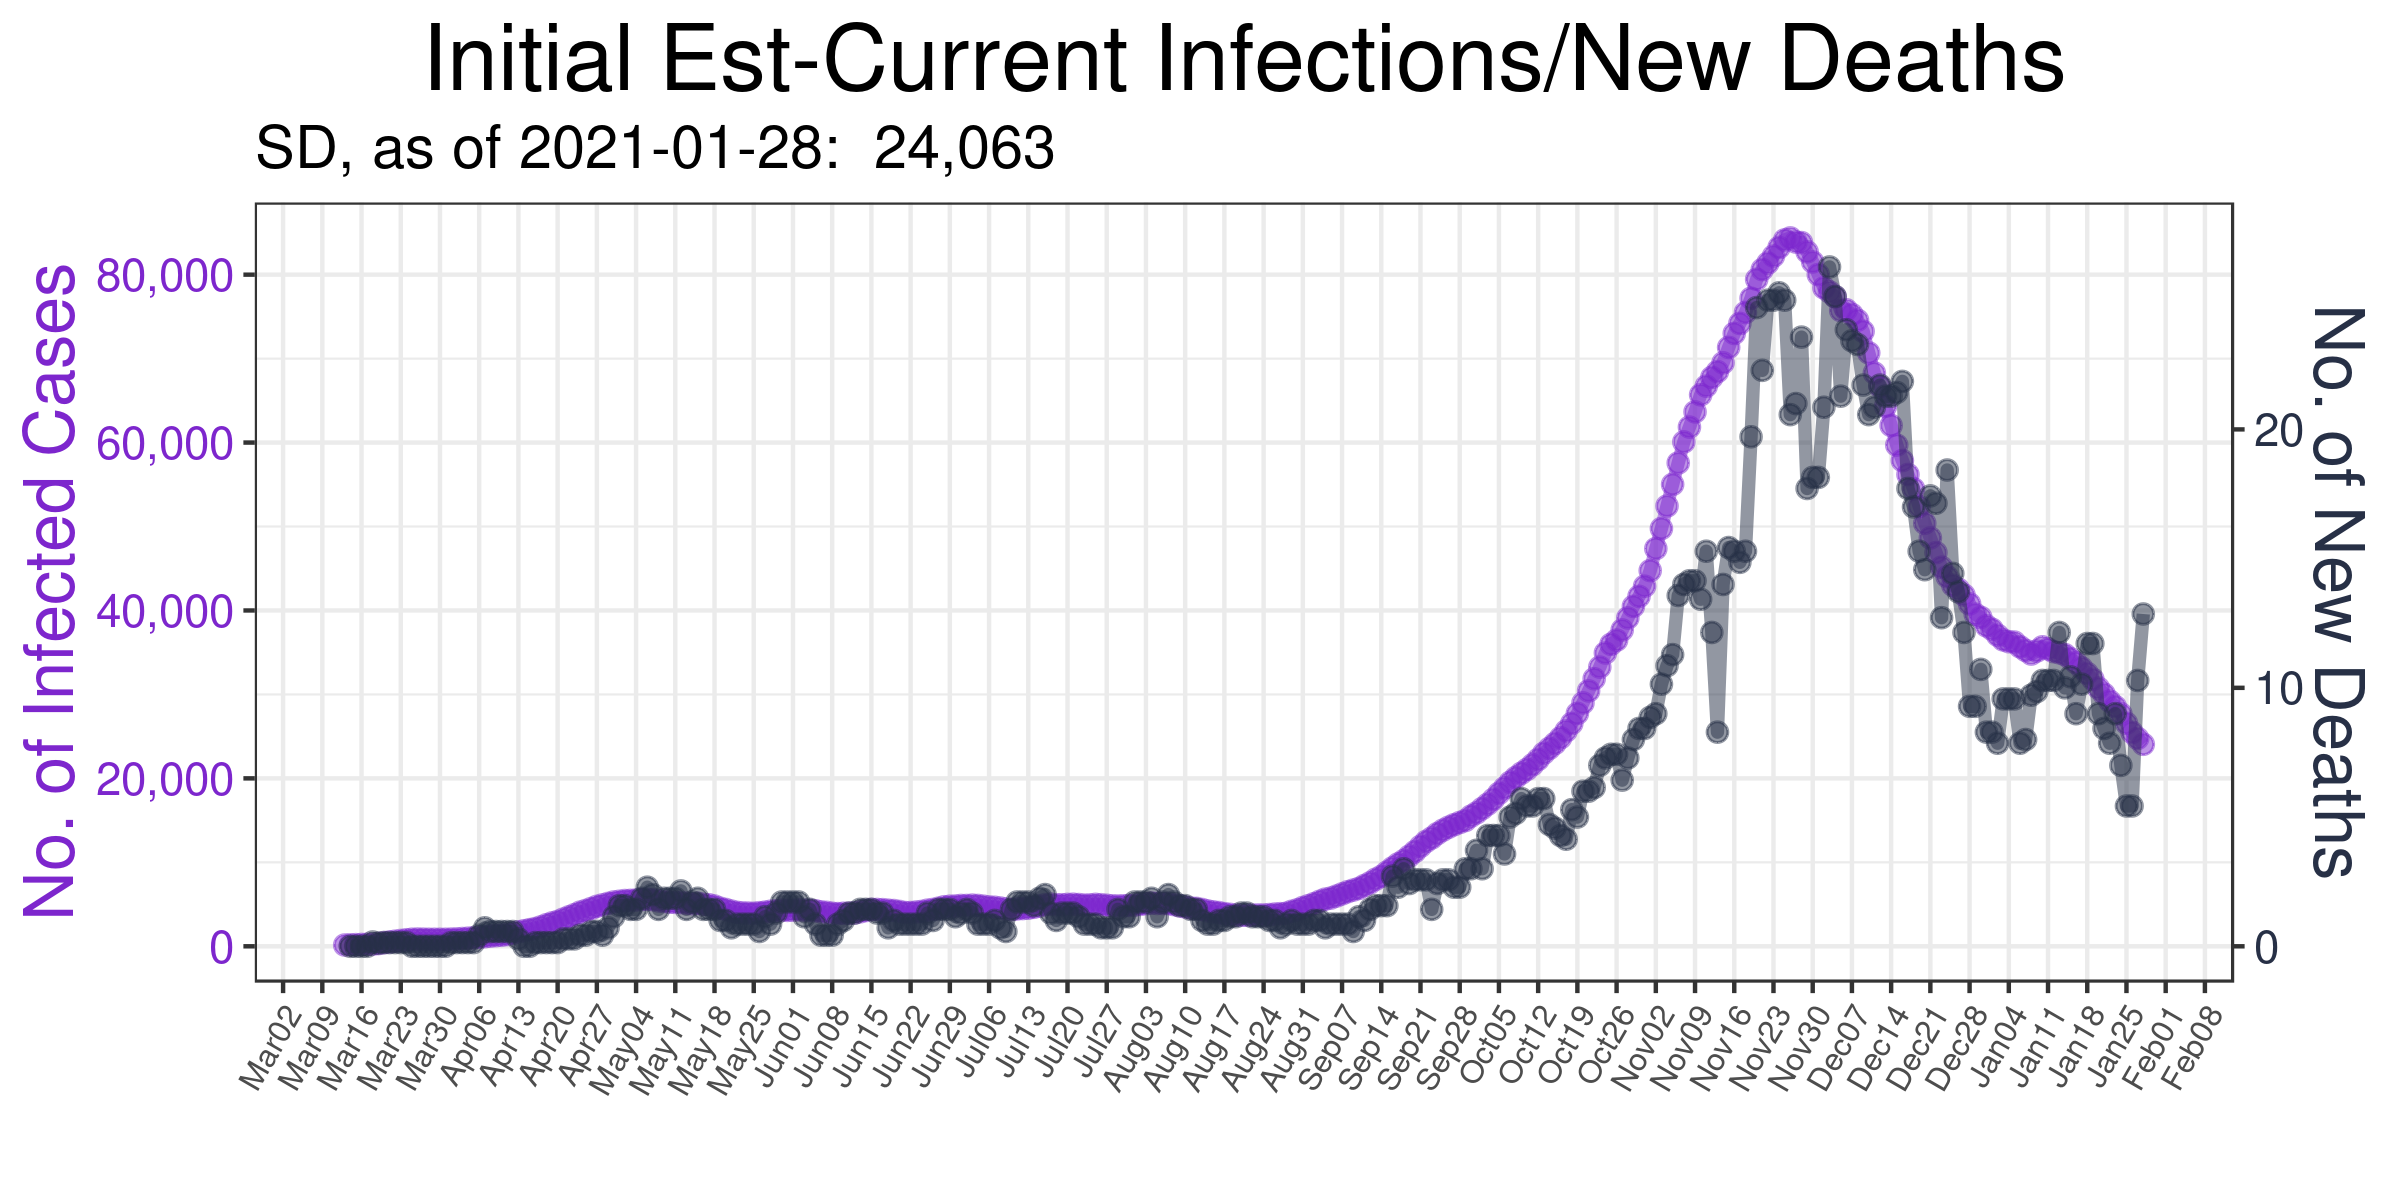 Initial Est-Current Infections/New Deaths
SD, as of 2021-01-28:  24,063
No. of Infected Cases
80,000
60,000
40,000
20,000
0
No. of New Deaths
20
10
0
Mar02
Mar09
Mar16
Mar23
Mar30
Apr06
Apr13
Apr20
Apr27
May04
May11
May18
May25
Jun01
Jun08
Jun15
Jun22
Jun29
Jul06
Jul13
Jul20
Jul27
Aug03
Aug10
Aug17
Aug24
Aug31
Sep07
Sep14
Sep21
Sep28
Oct05
Oct12
Oct19
Oct26
Nov02
Nov09
Nov16
Nov23
Nov30
Dec07
Dec14
Dec21
Dec28
Jan04
Jan11
Jan18
Jan25
Feb01
Feb08